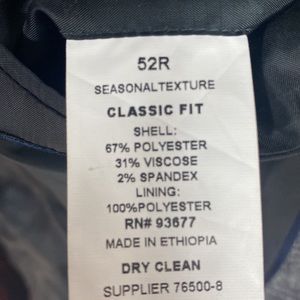 52R
SEASONALTEXTURE
CLASSIC FIT
SHELL:
67% POLYESTER
31% VISCOSE
2% SPANDEX
LINING:
100%POLYESTER
RN# 93677
MADE IN ETHIOPIA
DRY CLEAN
SUPPLIER 76500-8